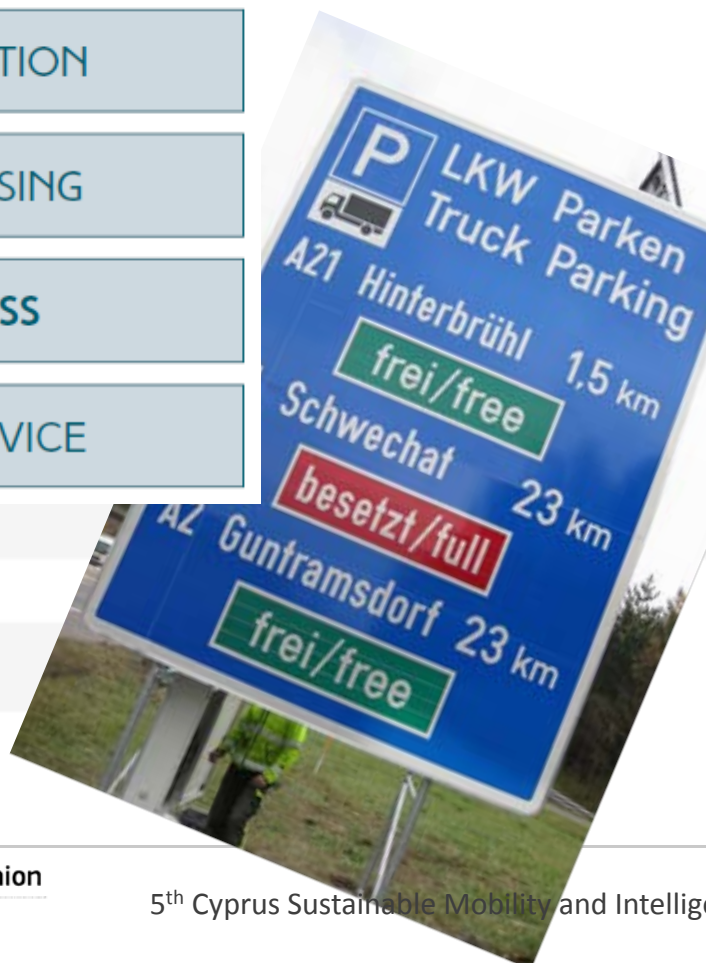 TION
SING
SS
VICE
P LKW Parken
Truck Parking
A21 Hinterbrühl 1,5 km
frei/free
Schwechat 23 km
besetzt/full
A2 Guntramsdorf 23 km
frei/free
nion
5th Cyprus Sustainable Mobility and Intellige